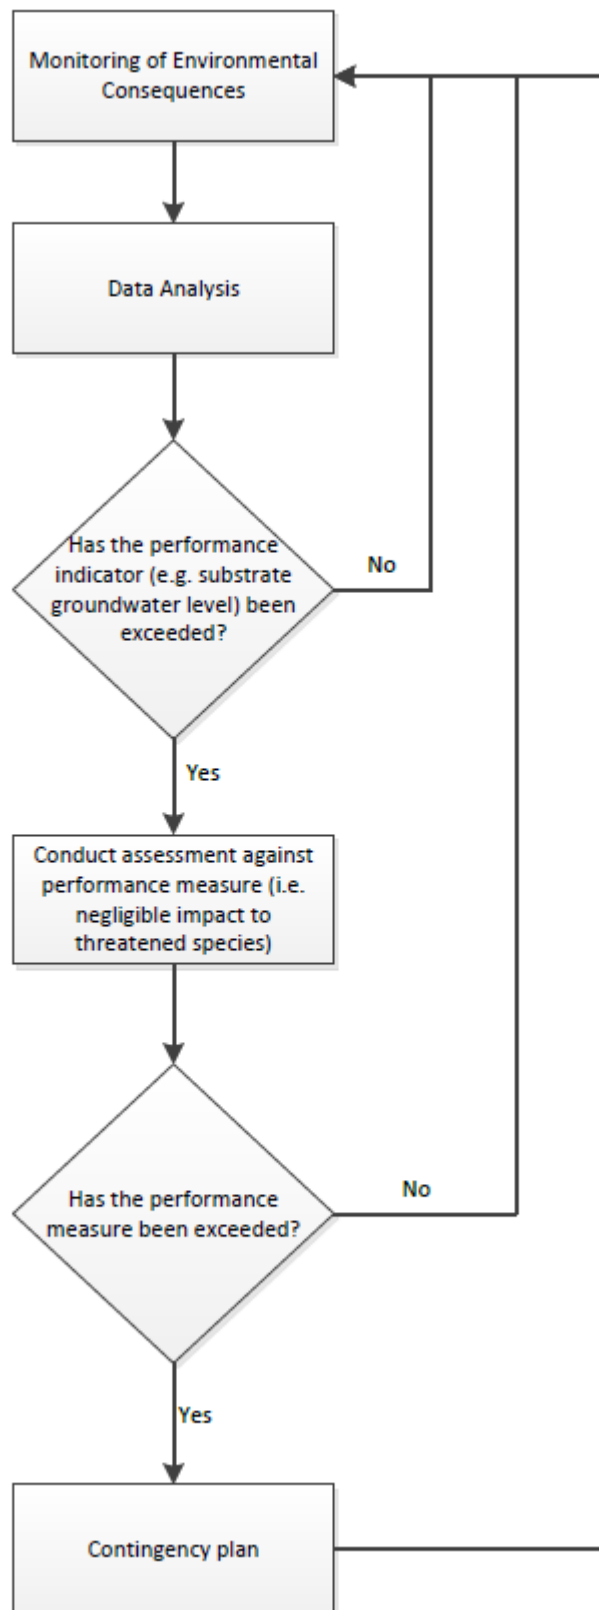 Monitoring of Environmental
Consequences
Data Analysis
Has the performance
indicator (e.g. substrate
groundwater level) been
exceeded?
No
Yes
Conduct assessment against
performance measure (i.e.
negligible impact to
threatened species)
Has the performance
measure been exceeded?
No
Yes
Contingency plan